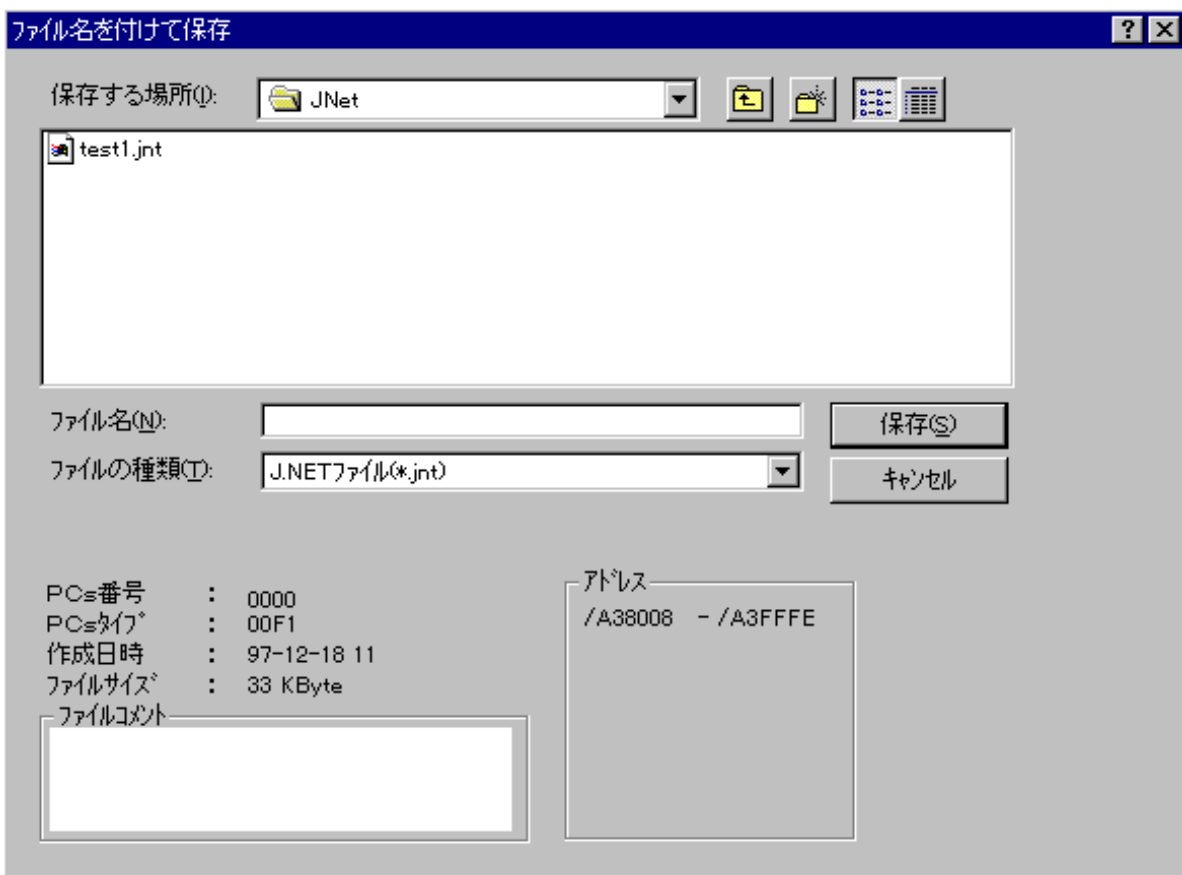 ファイル名を付けて保存
保存する場所(I): JNet
test1.jnt
ファイル名(N):
保存(S)
ファイルの種類(T): J.NETファイル(*.jnt)
キャンセル
PCs番号 : 0000
PCsタイプ : 00F1
作成日時 : 97-12-18 11
ファイルサイズ : 33 KByte
ファイルコメント
アドレス
/A38008 - /A3FFFE